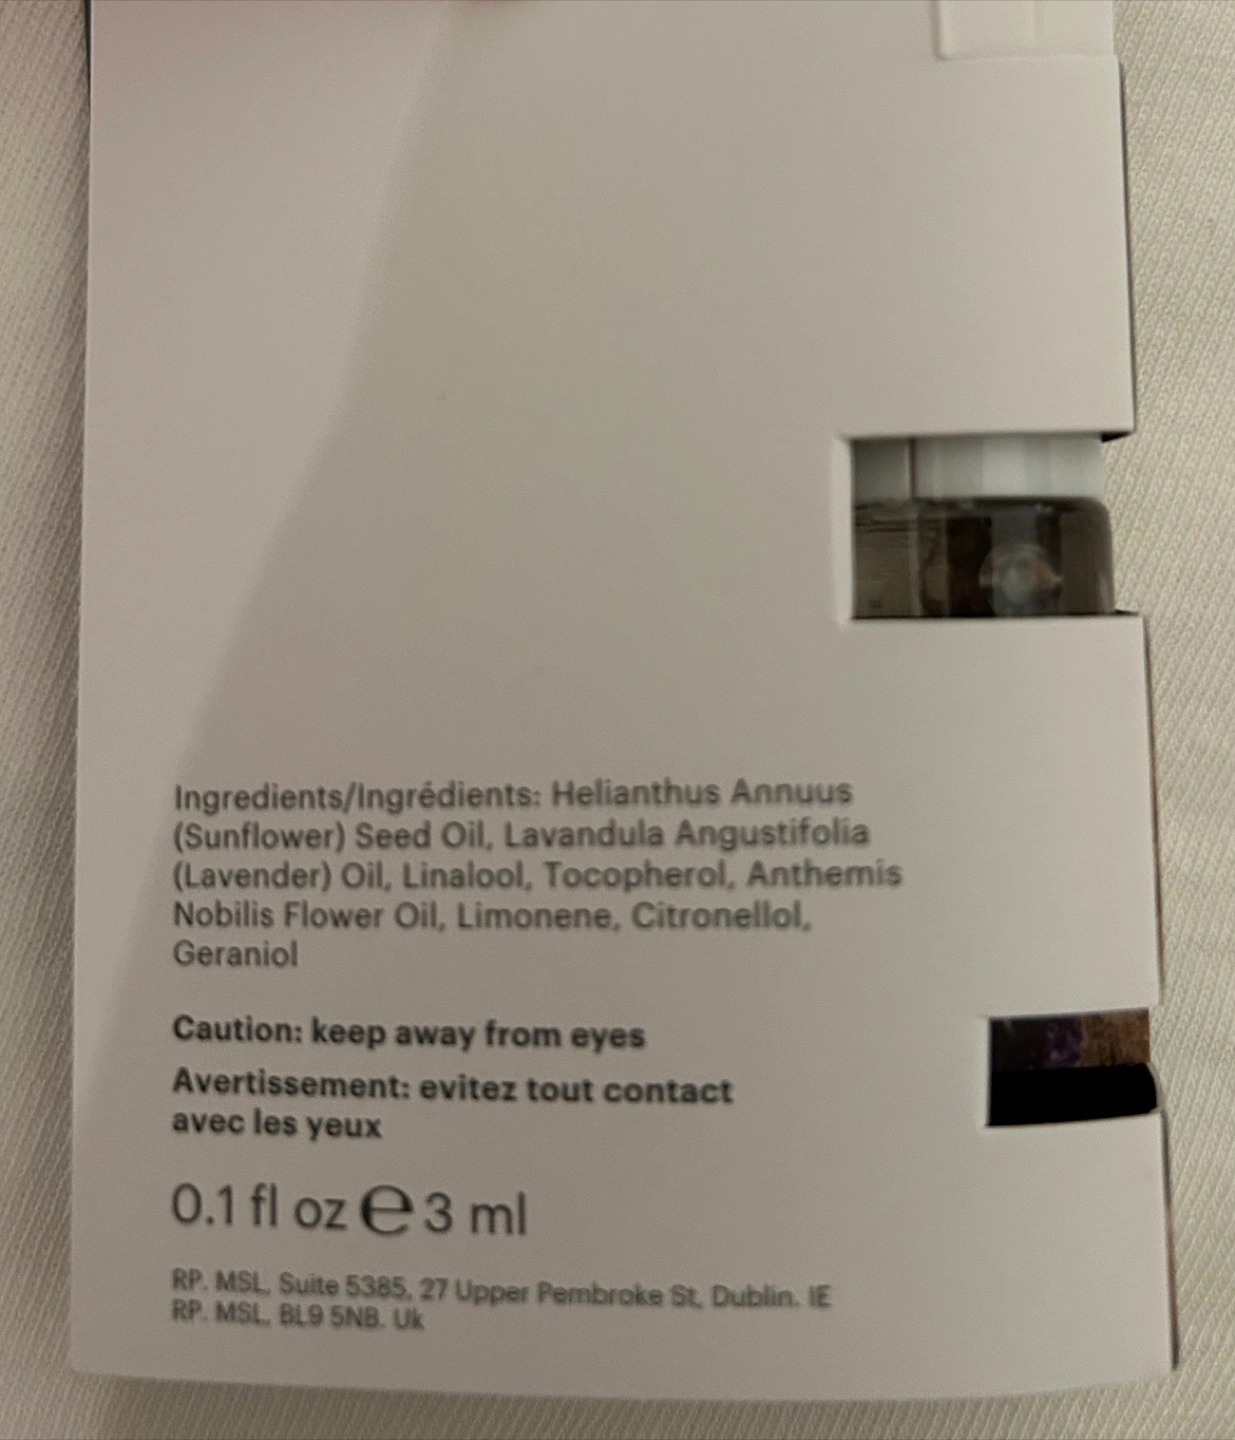 Ingredients/Ingrédients: Helianthus Annuus
(Sunflower) Seed Oil, Lavandula Angustifolia
(Lavender) Oil, Linalool, Tocopherol, Anthemis
Nobilis Flower Oil, Limonene, Citronellol,
Geraniol
Caution: keep away from eyes
Avertissement: evitez tout contact
avec les yeux
0.1 fl oz ℮ 3 ml
RP. MSL, Suite 5385, 27 Upper Pembroke St, Dublin. IE
RP. MSL, BL9 5NB. Uk